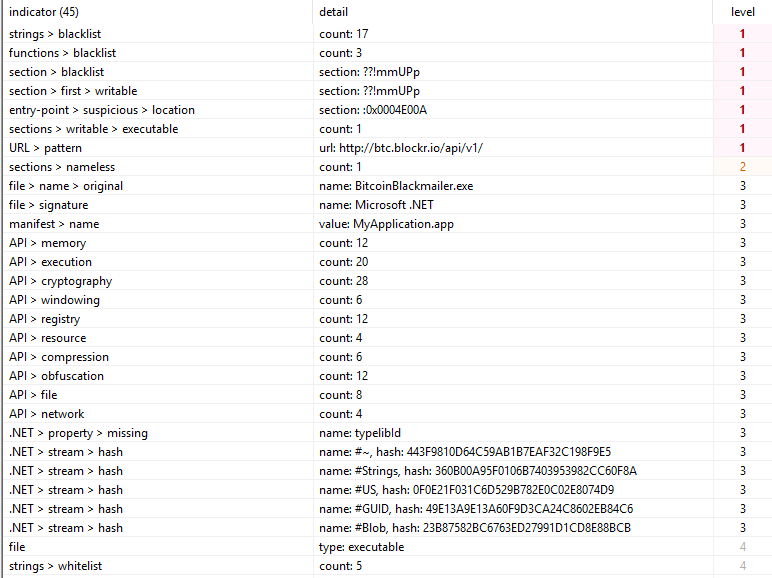 indicator (45) detail level
strings > blacklist count: 17 1
functions > blacklist count: 3 1
section > blacklist section: ??!mmUPp 1
section > first > writable section: ??!mmUPp 1
entry-point > suspicious > location section: :0x0004E00A 1
sections > writable > executable count: 1 1
URL > pattern url: http://btc.blockr.io/api/v1/ 1
sections > nameless count: 1 2
file > name > original name: BitcoinBlackmailer.exe 3
file > signature name: Microsoft .NET 3
manifest > name value: MyApplication.app 3
API > memory count: 12 3
API > execution count: 20 3
API > cryptography count: 28 3
API > windowing count: 6 3
API > registry count: 12 3
API > resource count: 4 3
API > compression count: 6 3
API > obfuscation count: 12 3
API > file count: 8 3
API > network count: 4 3
.NET > property > missing name: typelibId 3
.NET > stream > hash name: #~, hash: 443F9810D64C59AB1B7EAF32C198F9E5 3
.NET > stream > hash name: #Strings, hash: 360B00A95F0106B7403953982CC60F8A 3
.NET > stream > hash name: #US, hash: 0F0E21F031C6D529B782E0C02E8074D9 3
.NET > stream > hash name: #GUID, hash: 49E13A9E13A60F9D3CA24C8602EB84C6 3
.NET > stream > hash name: #Blob, hash: 23B87582BC6763ED27991D1CD8E88BCB 3
file type: executable 4
strings > whitelist count: 5 4